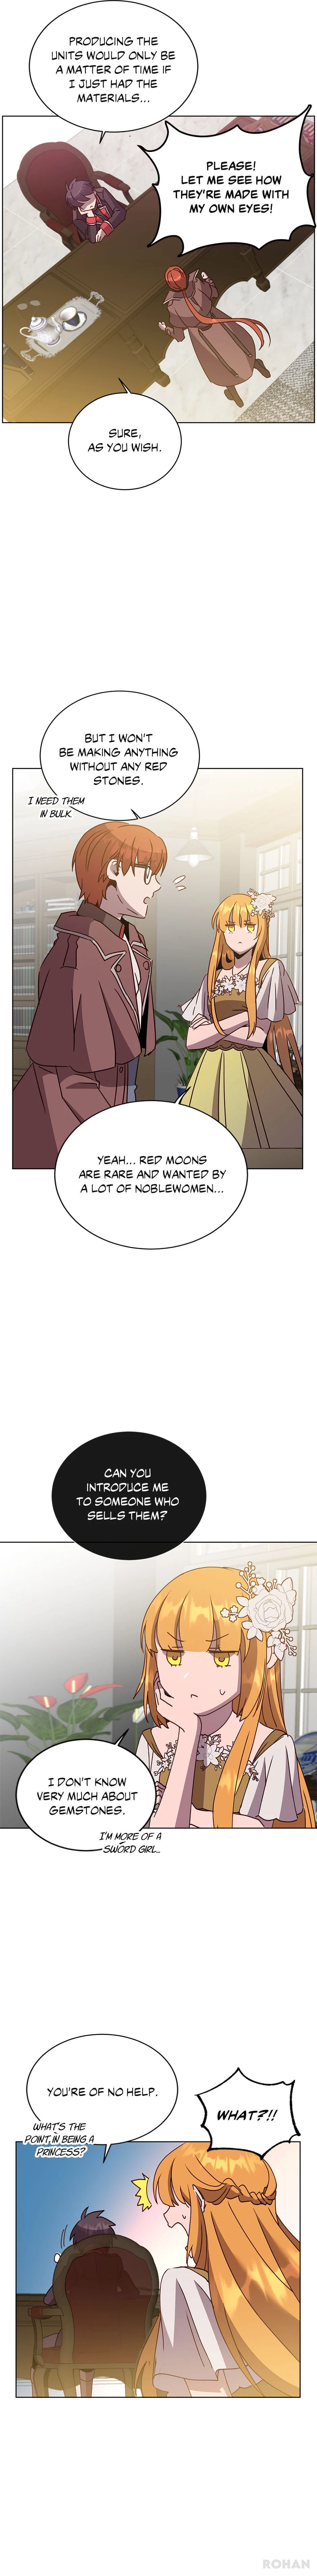 PRODUCING THE
UNITS WOULD ONLY BE
A MATTER OF TIME IF
I JUST HAD THE
MATERIALS...
PLEASE!
LET ME SEE HOW
THEY'RE MADE WITH
MY OWN EYES!
SURE,
AS YOU WISH.
BUT I WON'T
BE MAKING ANYTHING
WITHOUT ANY RED
STONES.
I NEED THEM
IN BULK.
YEAH... RED MOONS
ARE RARE AND WANTED BY
A LOT OF NOBLEWOMEN...
CAN YOU
INTRODUCE ME
TO SOMEONE WHO
SELLS THEM?
I DON'T KNOW
VERY MUCH ABOUT
GEMSTONES.
I'M MORE OF A
SWORD GIRL...
YOU'RE OF NO HELP.
WHAT?!!
WHAT'S THE
POINT IN BEING A
PRINCESS?
ROHAN